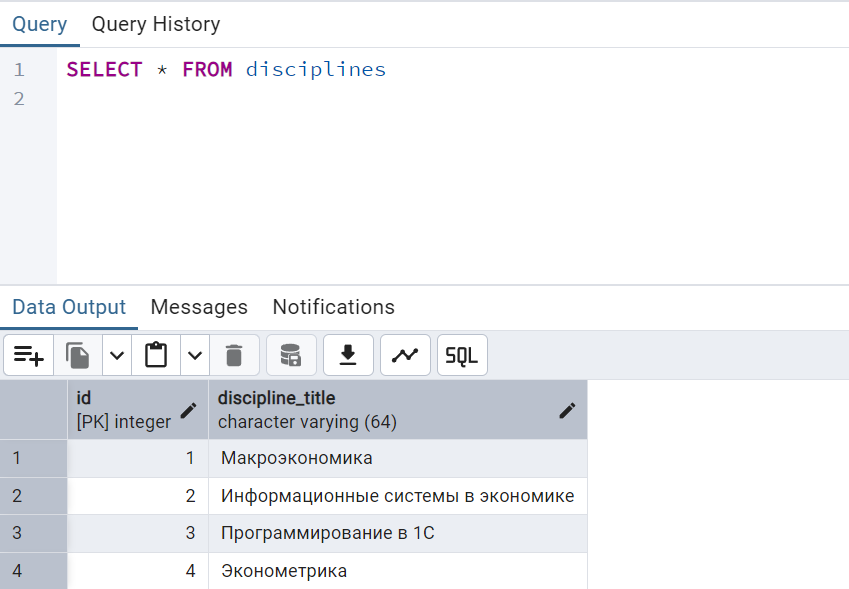 Query Query History
1 SELECT * FROM disciplines
2
Data Output Messages Notifications
SQL
id discipline_title
[PK] integer character varying (64)
1 1 Макроэкономика
2 2 Информационные системы в экономике
3 3 Программирование в 1С
4 4 Эконометрика